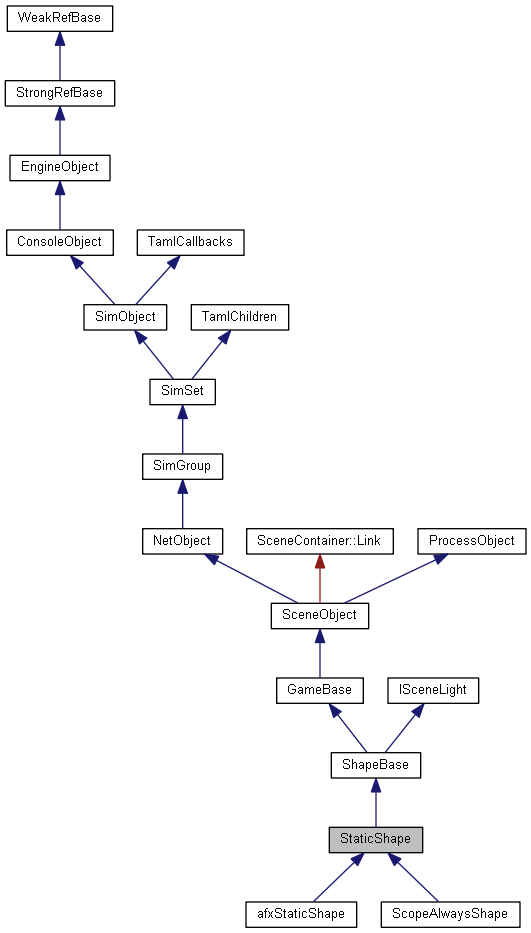 WeakRefBase
StrongRefBase
EngineObject
ConsoleObject
TamlCallbacks
SimObject
TamlChildren
SimSet
SimGroup
NetObject
SceneContainer::Link
ProcessObject
SceneObject
GameBase
ISceneLight
ShapeBase
StaticShape
afxStaticShape
ScopeAlwaysShape